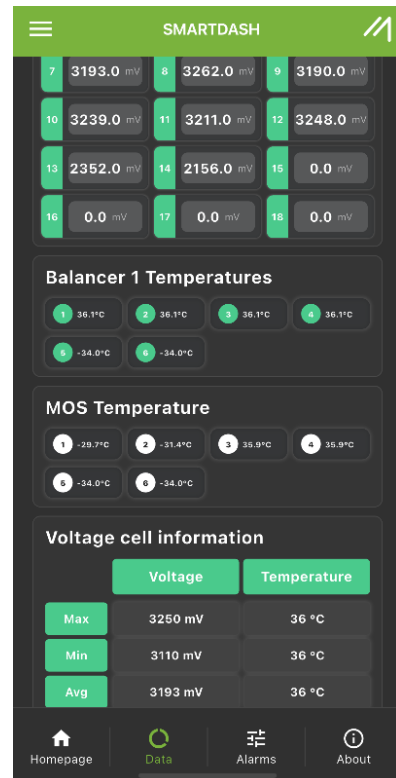 SMARTDASH
7 3193.0 mV 8 3262.0 mV 9 3190.0 mV
10 3239.0 mV 11 3211.0 mV 12 3248.0 mV
13 2352.0 mV 14 2156.0 mV 15 0.0 mV
16 0.0 mV 17 0.0 mV 18 0.0 mV
Balancer 1 Temperatures
1 36.1°C 2 36.1°C 3 36.1°C 4 36.1°C
5 -34.0°C 6 -34.0°C
MOS Temperature
1 -29.7°C 2 -31.4°C 3 35.9°C 4 35.9°C
5 -34.0°C 6 -34.0°C
Voltage cell information
Voltage Temperature
Max 3250 mV 36 ºC
Min 3110 mV 36 ºC
Avg 3193 mV 36 ºC
Homepage Data Alarms About